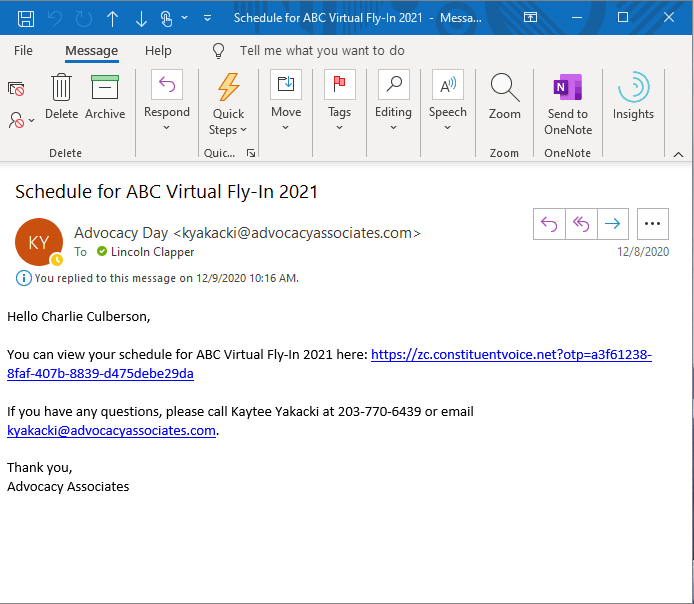 Schedule for ABC Virtual Fly-In 2021 - Messa...
File Message Help Tell me what you want to do
Delete Archive Respond Quick Steps Move Tags Editing Speech Zoom Send to OneNote Insights
Delete Quic... Zoom OneNote
Schedule for ABC Virtual Fly-In 2021
KY
Advocacy Day <kyakacki@advocacyassociates.com>
To Lincoln Clapper
12/8/2020
You replied to this message on 12/9/2020 10:16 AM.
Hello Charlie Culberson,
You can view your schedule for ABC Virtual Fly-In 2021 here: https://zc.constituentvoice.net?otp=a3f61238-
8faf-407b-8839-d475debe29da
If you have any questions, please call Kaytee Yakacki at 203-770-6439 or email
kyakacki@advocacyassociates.com.
Thank you,
Advocacy Associates